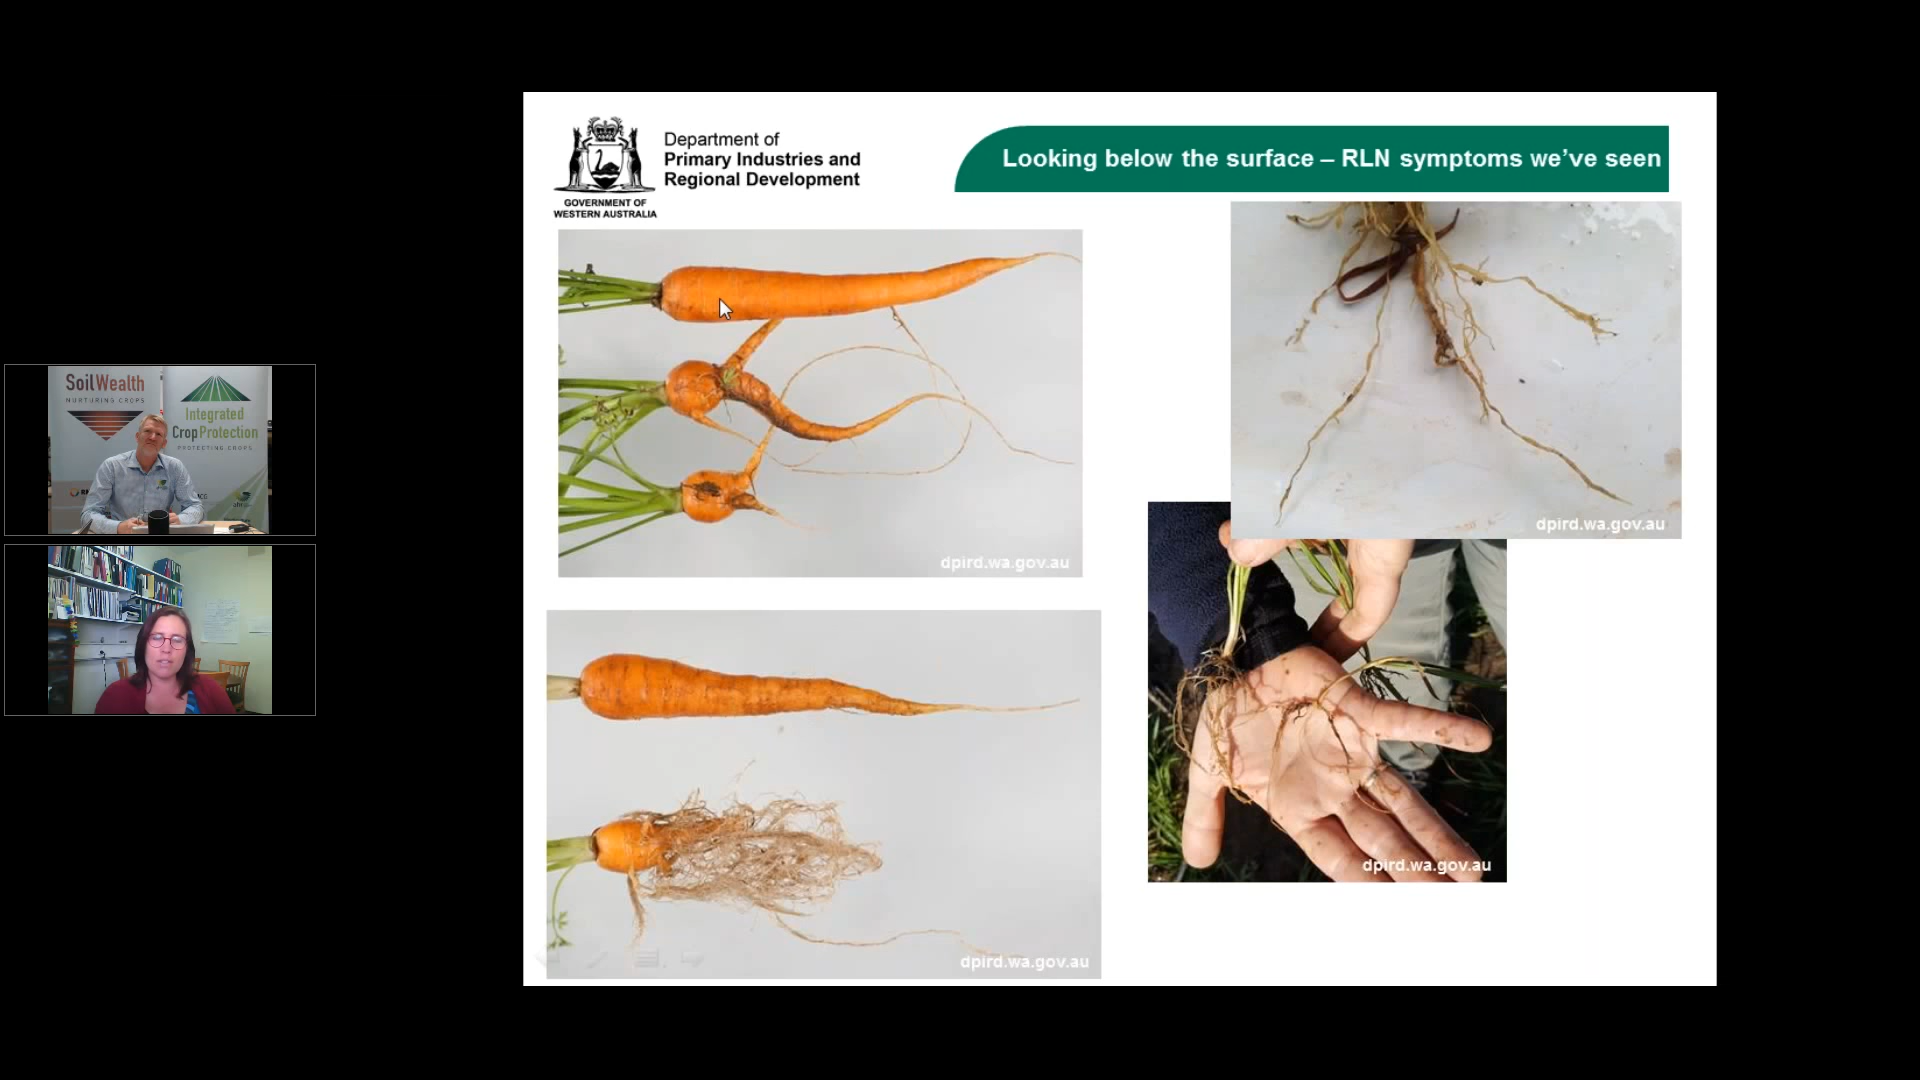 SoilWealth
NURTURING CROPS
Integrated
CropProtection
PROTECTING CROPS
Department of
Primary Industries and
Regional Development
GOVERNMENT OF
WESTERN AUSTRALIA
Looking below the surface – RLN symptoms we’ve seen
dpird.wa.gov.au
dpird.wa.gov.au
dpird.wa.gov.au
dpird.wa.gov.au